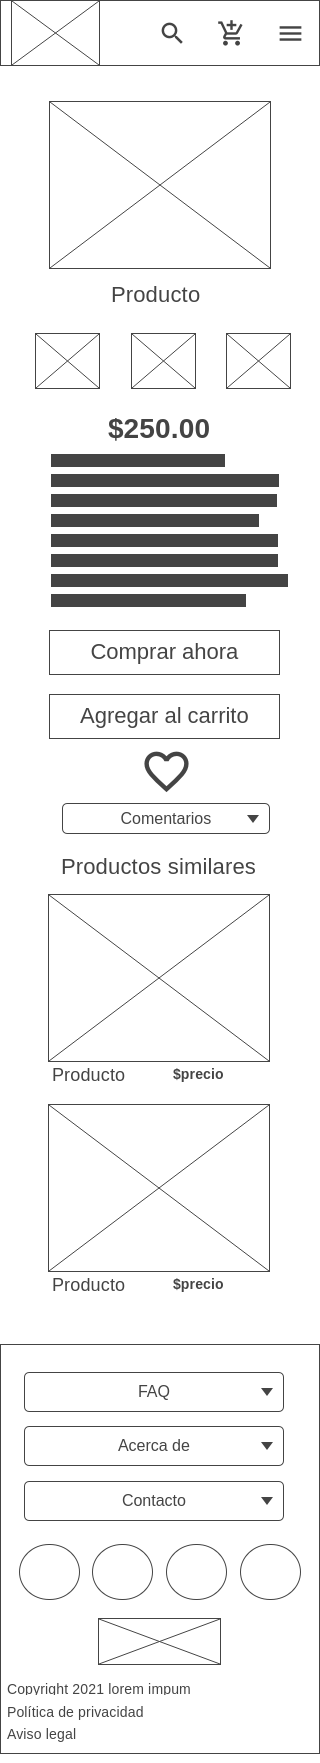 Producto
$250.00
Comprar ahora
Agregar al carrito
Comentarios
Productos similares
Producto $precio
Producto $precio
FAQ
Acerca de
Contacto
Copyright 2021 lorem impum
Política de privacidad
Aviso legal